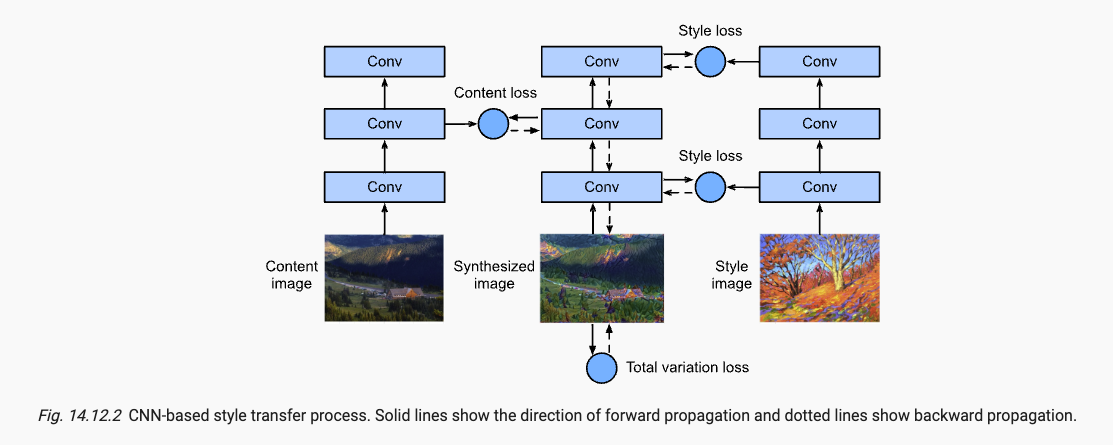 Style loss
Conv
Conv
Conv
Content loss
Conv
Conv
Conv
Style loss
Conv
Conv
Conv
Content
image
Synthesized
image
Style
image
Total variation loss
Fig. 14.12.2 CNN-based style transfer process. Solid lines show the direction of forward propagation and dotted lines show backward propagation.